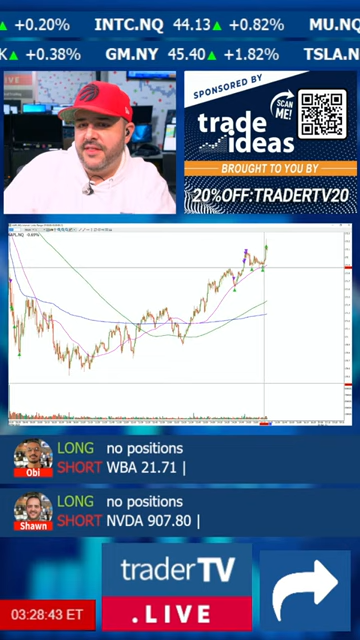 +0.20% INTC.NQ 44.13 +0.82% MU.NQ
+0.38% GM.NY 45.40 +1.82% TSLA.N
LIVE
SPONSORED BY
SCAN ME!
trade ideas
BROUGHT TO YOU BY
20%OFF:TRADERTV20
LONG no positions
SHORT WBA 21.71 |
Obi
LONG no positions
SHORT NVDA 907.80 |
Shawn
traderTV
.LIVE
03:28:43 ET